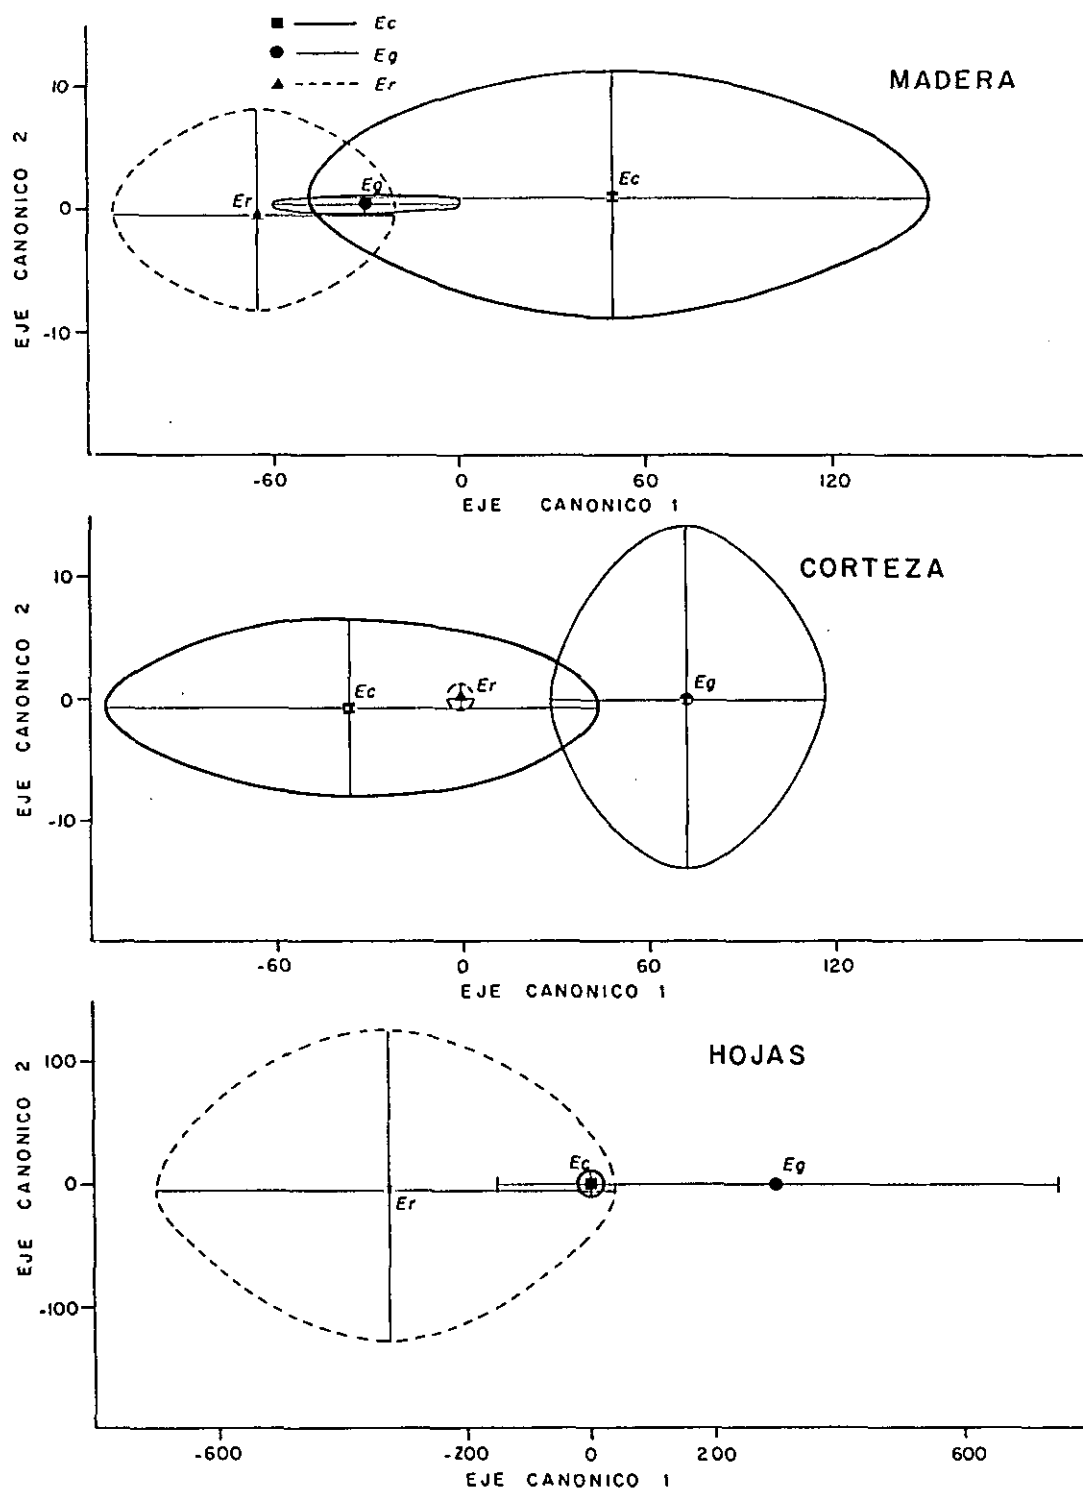 Ec
Eg
Er
MADERA
EJE CANONICO 2
10
0
-10
Er
Eg
Ec
-60 0 60 120
EJE CANONICO 1
CORTEZA
EJE CANONICO 2
10
0
-10
Ec
Er
Eg
-60 0 60 120
EJE CANONICO 1
HOJAS
EJE CANONICO 2
100
0
-100
Ec
Eg
Er
-600 -200 0 200 600
EJE CANONICO 1